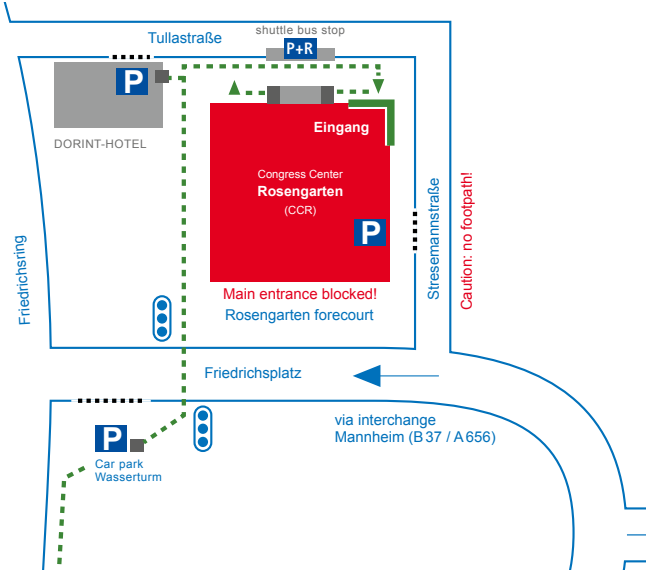 shuttle bus stop
Tullastraße
P+R
P
DORINT-HOTEL
Eingang
Congress Center
Rosengarten
(CCR)
P
Stresemannstraße
Caution: no footpath!
Friedrichsring
Main entrance blocked!
Rosengarten forecourt
Friedrichsplatz
via interchange
Mannheim (B 37 / A 656)
P
Car park
Wasserturm